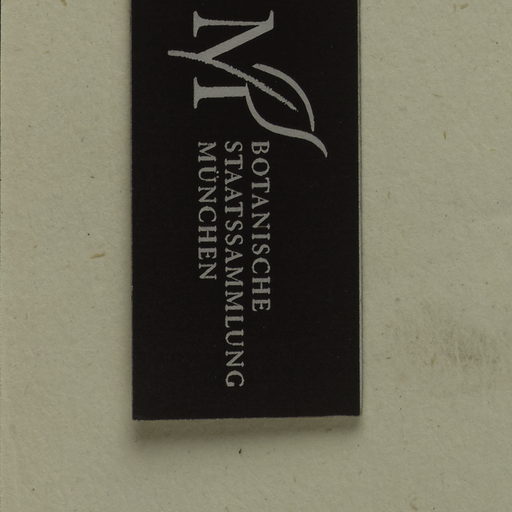 M
BOTANISCHE
STAATSSAMMLUNG
MÜNCHEN